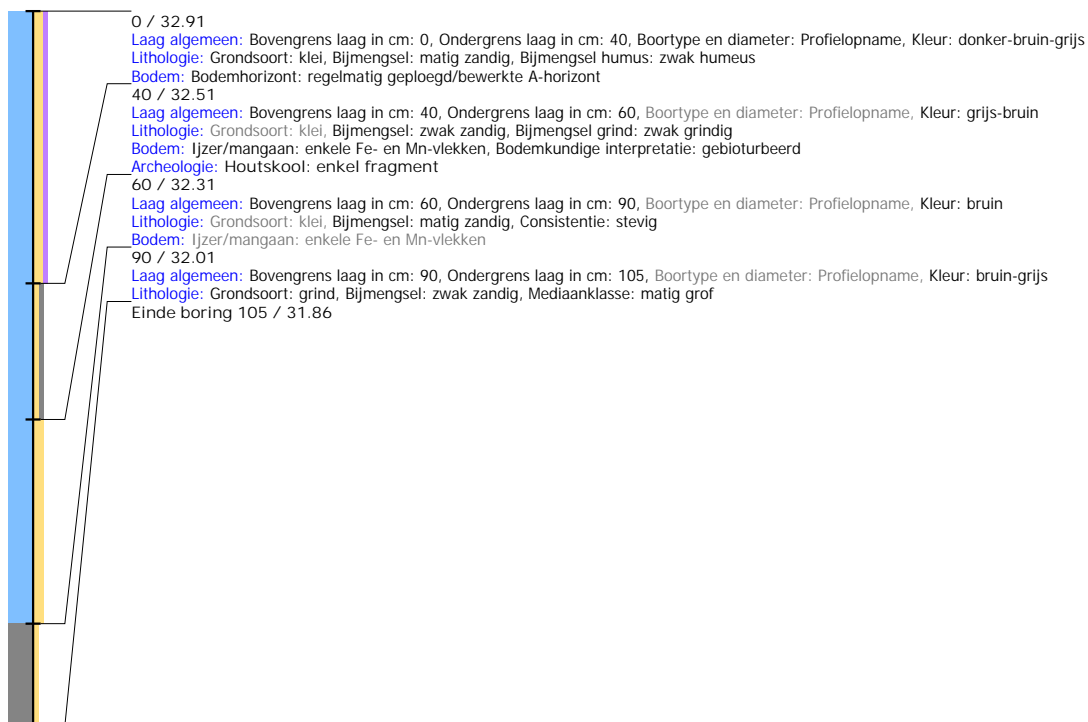 0 / 32.91
Laag algemeen: Bovengrens laag in cm: 0, Ondergrens laag in cm: 40, Boortype en diameter: Profielopname, Kleur: donker-bruin-grijs
Lithologie: Grondsoort: klei, Bijmengsel: matig zandig, Bijmengsel humus: zwak humeus
Bodem: Bodemhorizont: regelmatig geploegd/bewerkte A-horizont
40 / 32.51
Laag algemeen: Bovengrens laag in cm: 40, Ondergrens laag in cm: 60, Boortype en diameter: Profielopname, Kleur: grijs-bruin
Lithologie: Grondsoort: klei, Bijmengsel: zwak zandig, Bijmengsel grind: zwak grindig
Bodem: Ijzer/mangaan: enkele Fe- en Mn-vlekken, Bodemkundige interpretatie: gebioturbeerd
Archeologie: Houtskool: enkel fragment
60 / 32.31
Laag algemeen: Bovengrens laag in cm: 60, Ondergrens laag in cm: 90, Boortype en diameter: Profielopname, Kleur: bruin
Lithologie: Grondsoort: klei, Bijmengsel: matig zandig, Consistentie: stevig
Bodem: Ijzer/mangaan: enkele Fe- en Mn-vlekken
90 / 32.01
Laag algemeen: Bovengrens laag in cm: 90, Ondergrens laag in cm: 105, Boortype en diameter: Profielopname, Kleur: bruin-grijs
Lithologie: Grondsoort: grind, Bijmengsel: zwak zandig, Mediaanklasse: matig grof
Einde boring 105 / 31.86